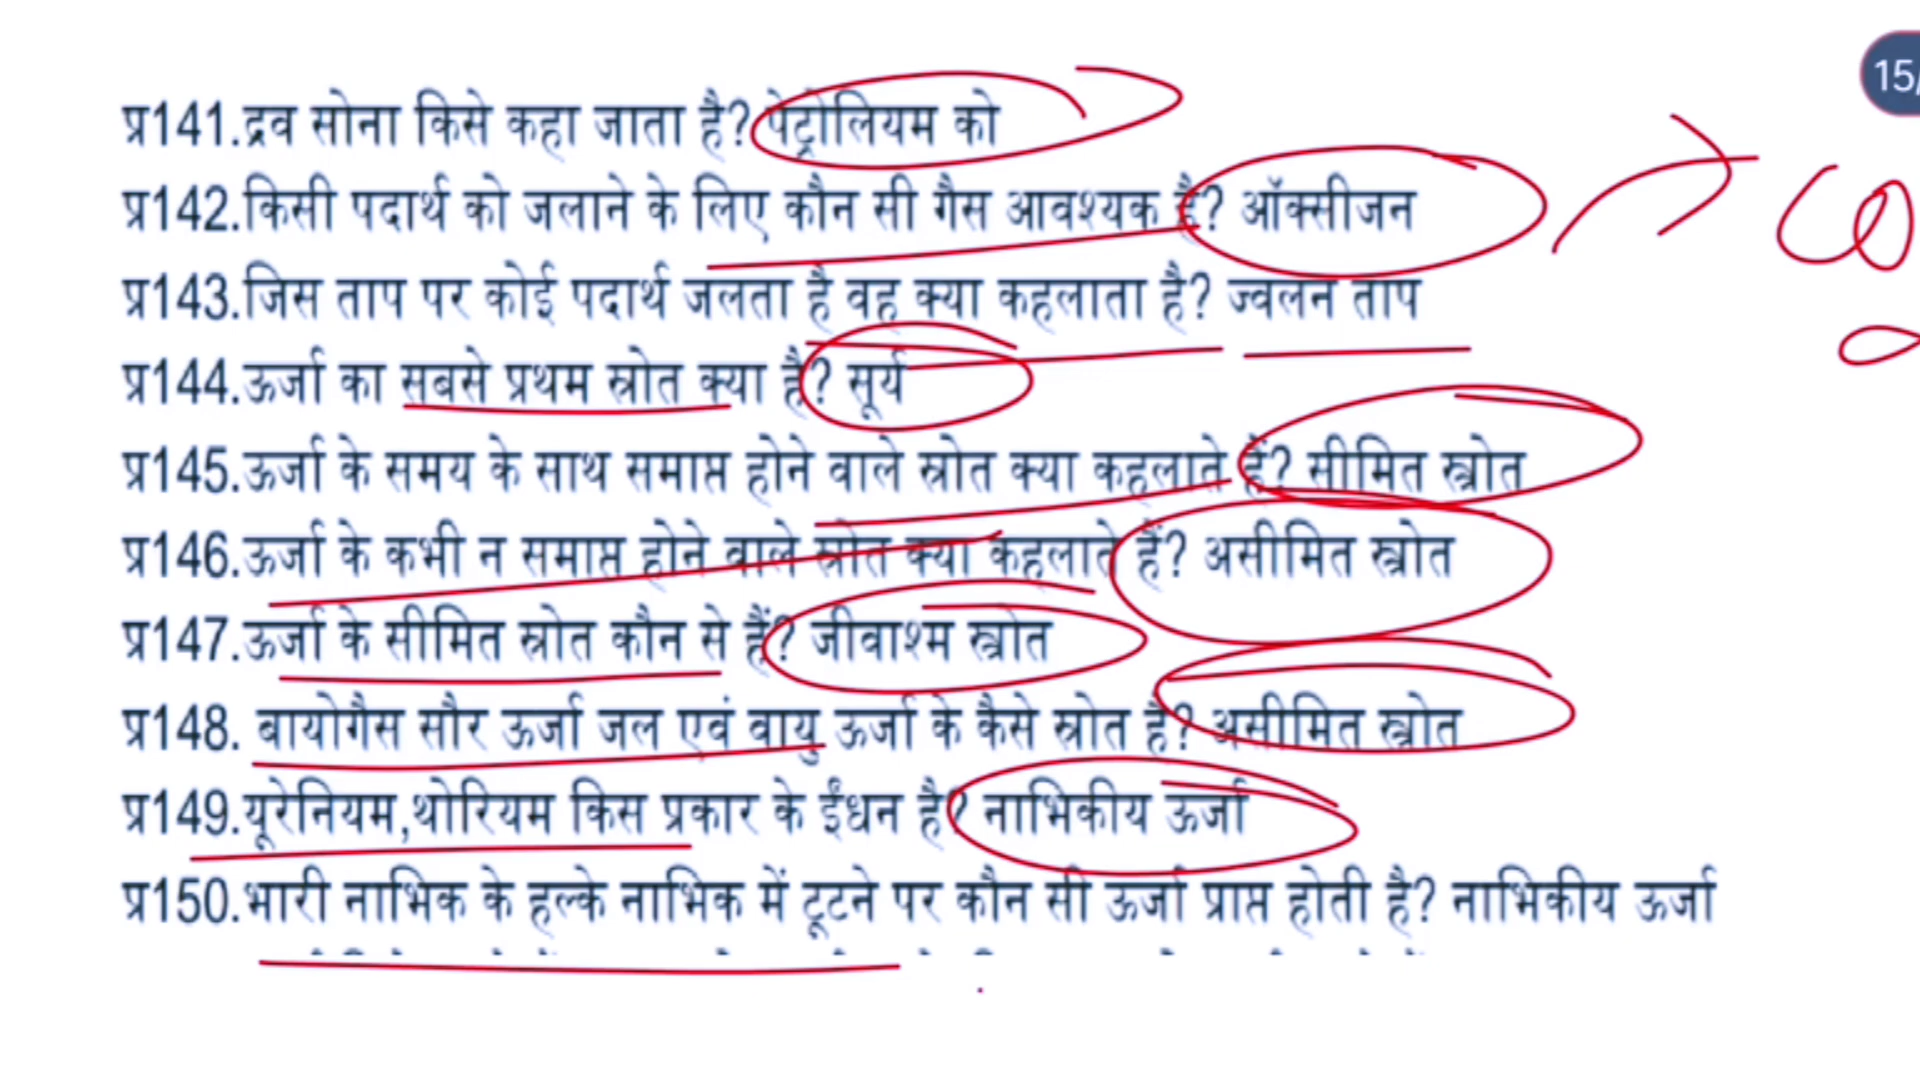 15/
प्र141.द्रव सोना किसे कहा जाता है? पेट्रोलियम को
प्र142.किसी पदार्थ को जलाने के लिए कौन सी गैस आवश्यक है? ऑक्सीजन
प्र143.जिस ताप पर कोई पदार्थ जलता है वह क्या कहलाता है? ज्वलन ताप
प्र144.ऊर्जा का सबसे प्रथम स्रोत क्या है? सूर्य
प्र145.ऊर्जा के समय के साथ समाप्त होने वाले स्रोत क्या कहलाते हैं? सीमित स्त्रोत
प्र146.ऊर्जा के कभी न समाप्त होने वाले स्रोत क्या कहलाते हैं? असीमित स्त्रोत
प्र147.ऊर्जा के सीमित स्रोत कौन से हैं? जीवाश्म स्त्रोत
प्र148. बायोगैस सौर ऊर्जा जल एवं वायु ऊर्जा के कैसे स्रोत है? असीमित स्त्रोत
प्र149.यूरेनियम,थोरियम किस प्रकार के ईंधन है? नाभिकीय ऊर्जा
प्र150.भारी नाभिक के हल्के नाभिक में टूटने पर कौन सी ऊर्जा प्राप्त होती है? नाभिकीय ऊर्जा